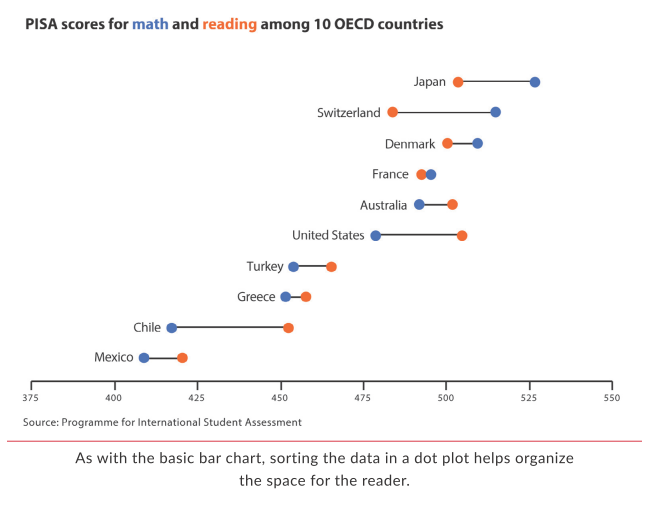 PISA scores for math and reading among 10 OECD countries
Japan
Switzerland
Denmark
France
Australia
United States
Turkey
Greece
Chile
Mexico
375 400 425 450 475 500 525 550
Source: Programme for International Student Assessment
As with the basic bar chart, sorting the data in a dot plot helps organize
the space for the reader.